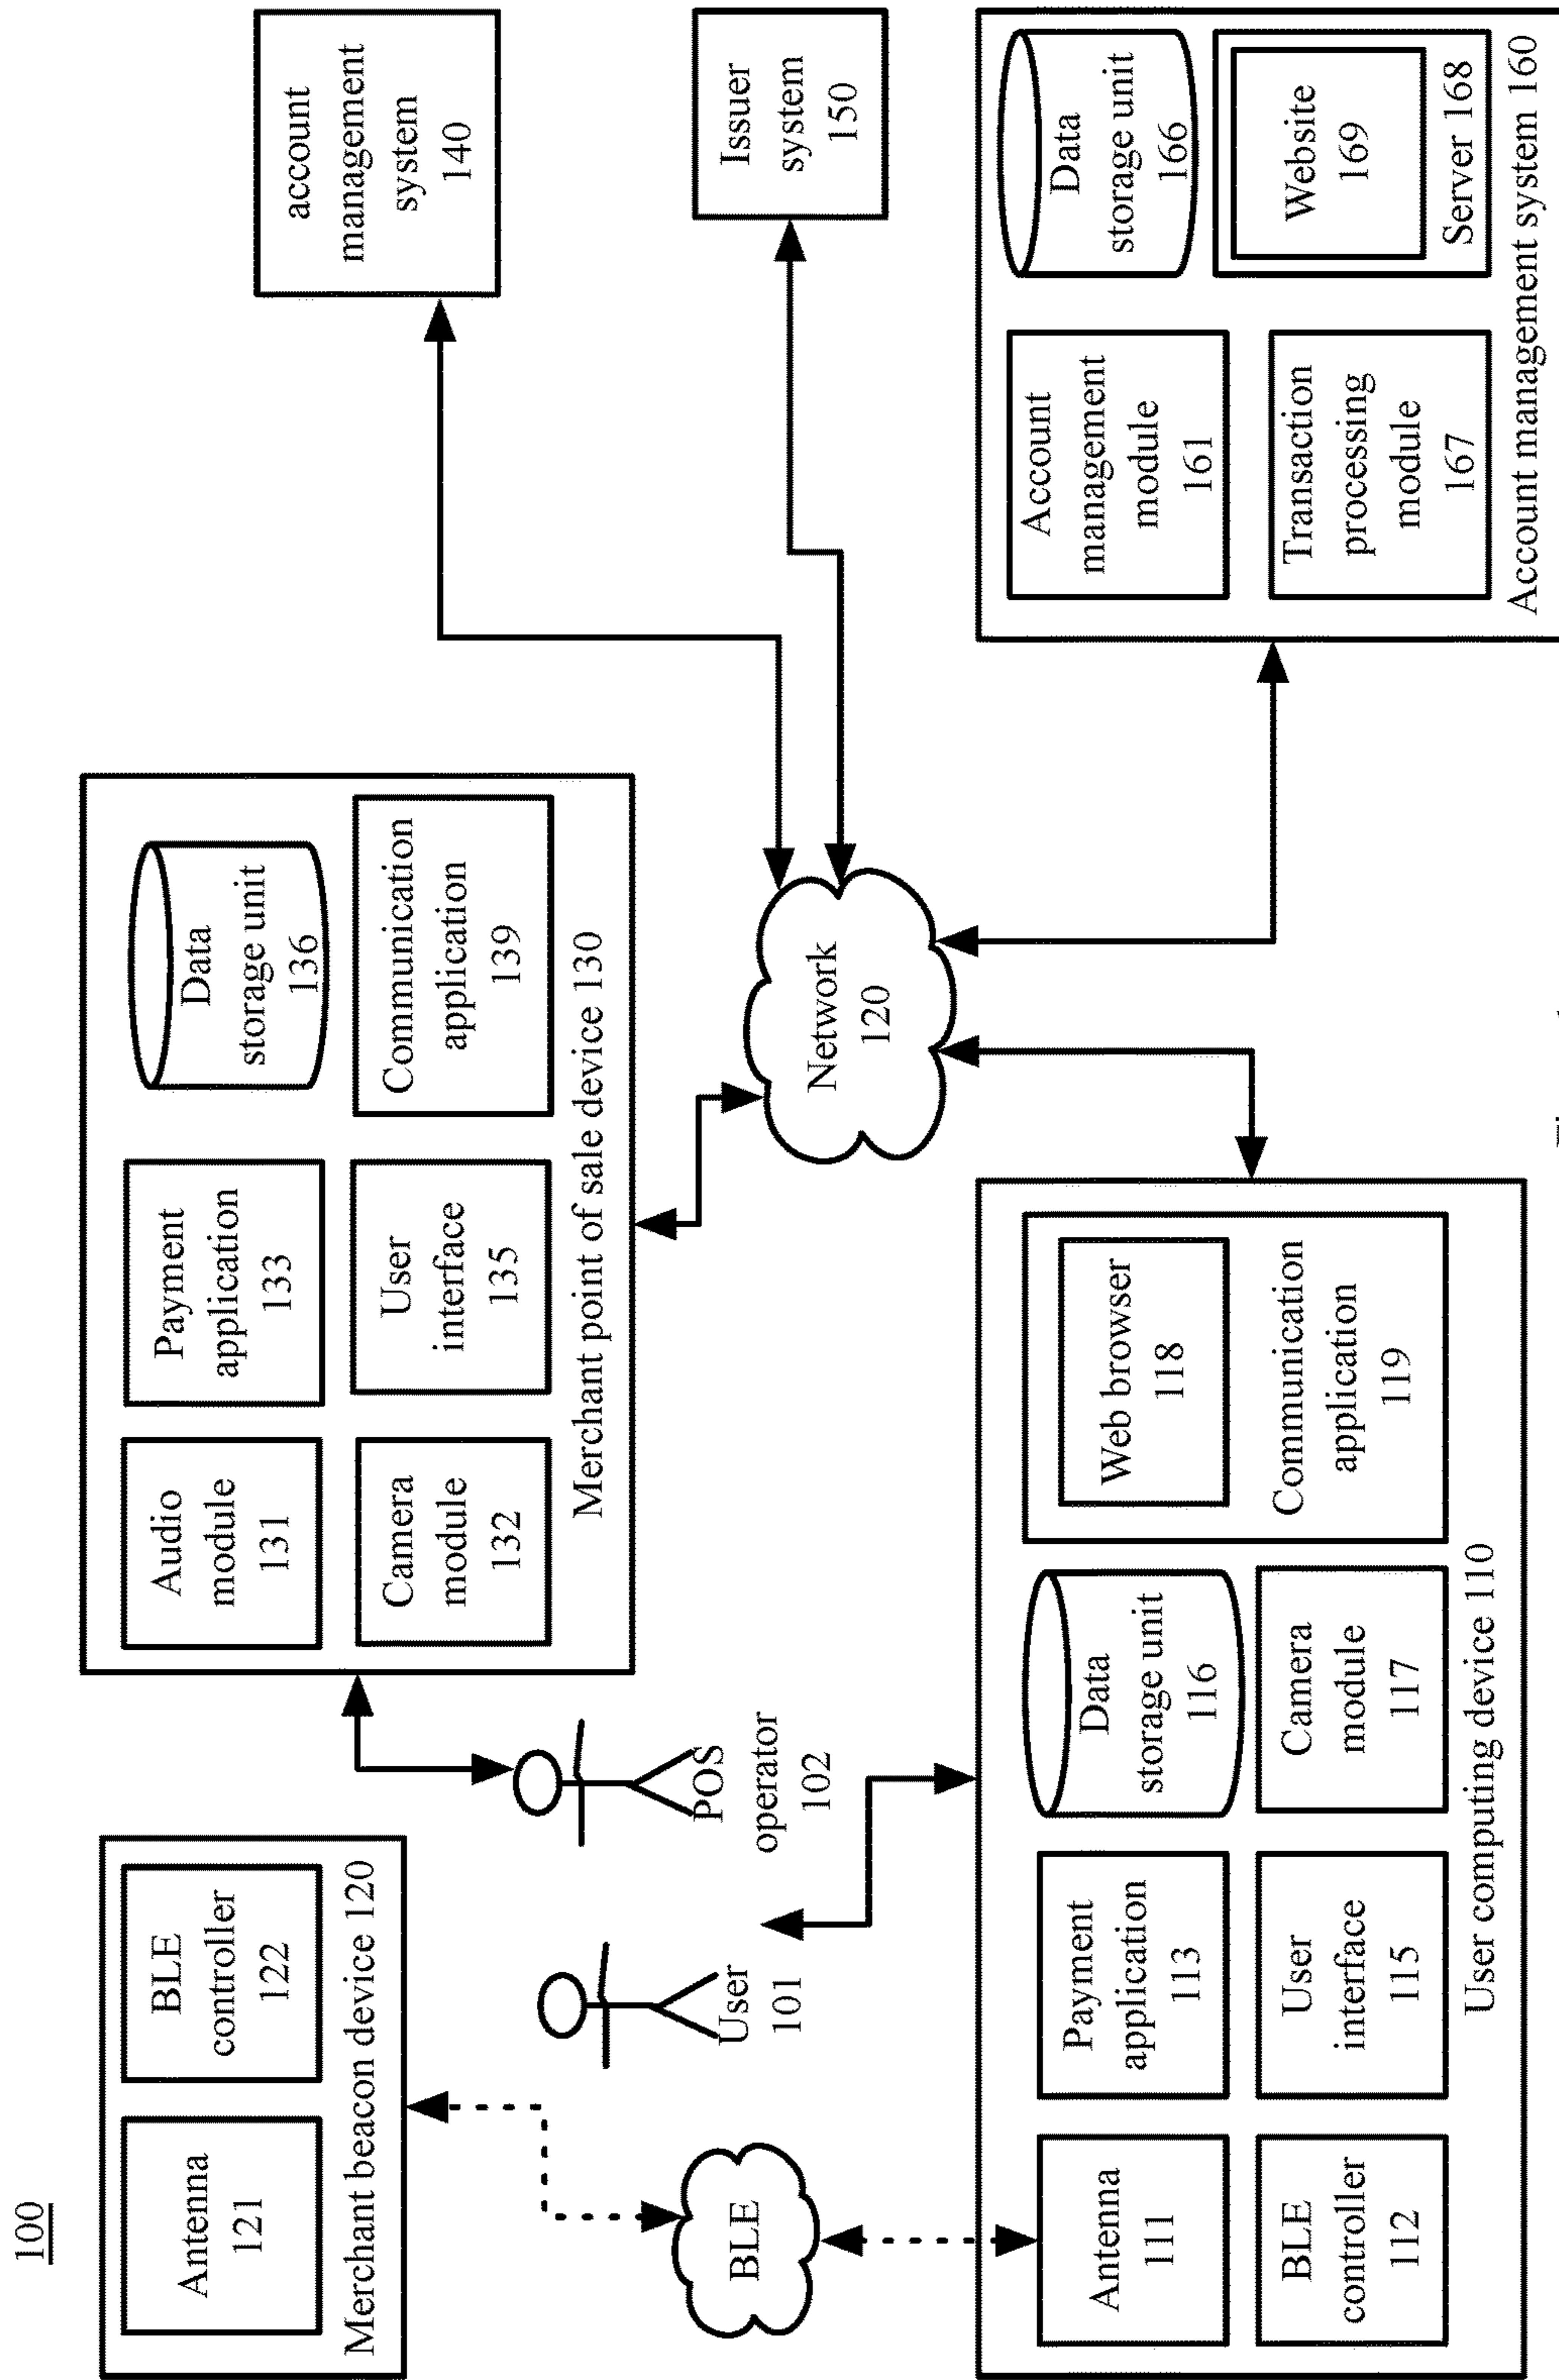 100
Antenna
121
BLE
controller
122
Merchant beacon device 120
Audio
module
131
Payment
application
133
Data
storage unit
136
Camera
module
132
User
interface
135
Communication
application
139
Merchant point of sale device 130
account
management
system
140
POS
operator
102
User
101
BLE
Network
120
Issuer
system
150
Antenna
111
Payment
application
113
Data
storage unit
116
Web browser
118
BLE
controller
112
User
interface
115
Camera
module
117
Communication
application
119
User computing device 110
Account
management
module
161
Data
storage unit
166
Transaction
processing
module
167
Website
169
Server 168
Account management system 160